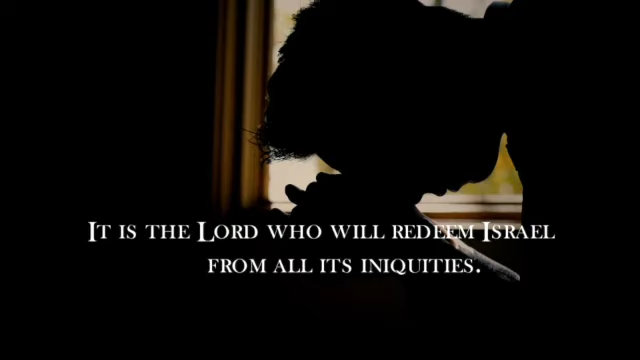 It is the Lord who will redeem Israel
from all its iniquities.